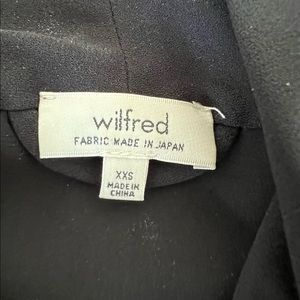 wilfred
FABRIC MADE IN JAPAN
XXS
MADE IN
CHINA